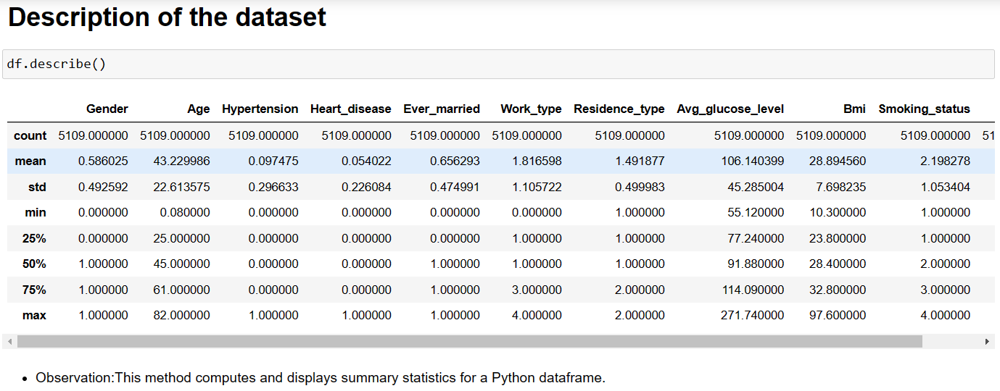 Description of the dataset
df.describe()
Gender Age Hypertension Heart_disease Ever_married Work_type Residence_type Avg_glucose_level Bmi Smoking_status
count 5109.000000 5109.000000 5109.000000 5109.000000 5109.000000 5109.000000 5109.000000 5109.000000 5109.000000 5109.000000 51
mean 0.586025 43.229986 0.097475 0.054022 0.656293 1.816598 1.491877 106.140399 28.894560 2.198278
std 0.492592 22.613575 0.296633 0.226084 0.474991 1.105722 0.499983 45.285004 7.698235 1.053404
min 0.000000 0.080000 0.000000 0.000000 0.000000 0.000000 1.000000 55.120000 10.300000 1.000000
25% 0.000000 25.000000 0.000000 0.000000 0.000000 1.000000 1.000000 77.240000 23.800000 1.000000
50% 1.000000 45.000000 0.000000 0.000000 1.000000 1.000000 1.000000 91.880000 28.400000 2.000000
75% 1.000000 61.000000 0.000000 0.000000 1.000000 3.000000 2.000000 114.090000 32.800000 3.000000
max 1.000000 82.000000 1.000000 1.000000 1.000000 4.000000 2.000000 271.740000 97.600000 4.000000
• Observation:This method computes and displays summary statistics for a Python dataframe.